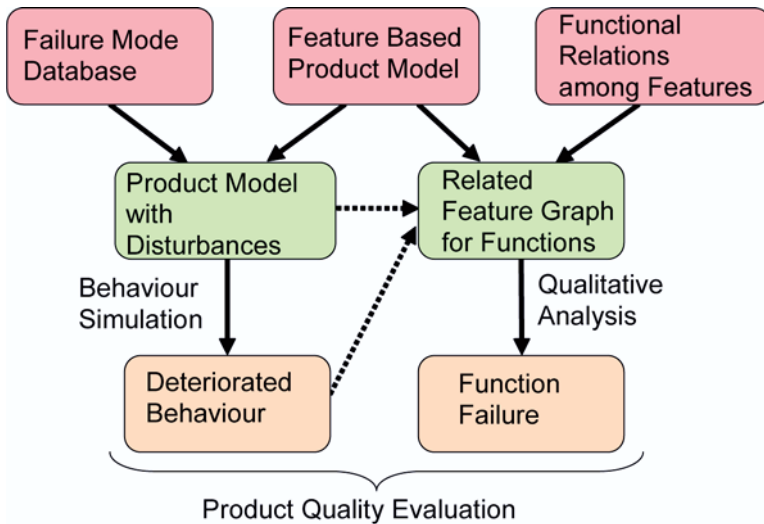 Failure Mode
Database
Feature Based
Product Model
Functional
Relations
among Features
Product Model
with
Disturbances
Related
Feature Graph
for Functions
Behaviour
Simulation
Qualitative
Analysis
Deteriorated
Behaviour
Function
Failure
Product Quality Evaluation